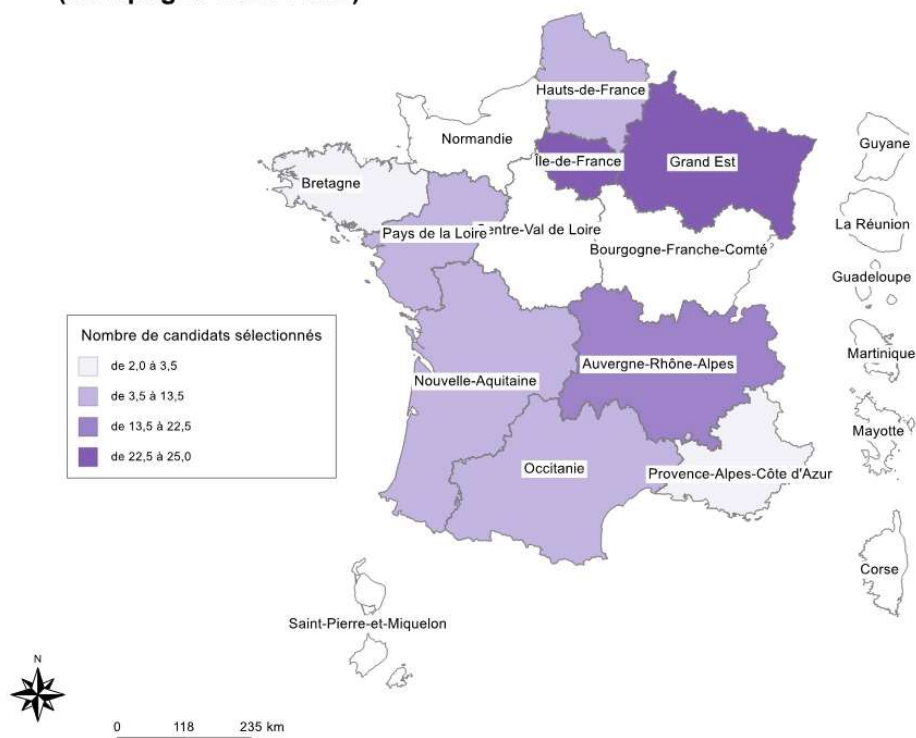 Hauts-de-France
Normandie
Île-de-France
Grand Est
Guyane
Bretagne
La Réunion
Pays de la Loire
entre-Val de Loire
Bourgogne-Franche-Comté
Guadeloupe
Nombre de candidats sélectionnés
de 2,0 à 3,5
de 3,5 à 13,5
de 13,5 à 22,5
de 22,5 à 25,0
Martinique
Auvergne-Rhône-Alpes
Nouvelle-Aquitaine
Mayotte
Occitanie
Provence-Alpes-Côte d'Azur
Corse
Saint-Pierre-et-Miquelon
N
0 118 235 km